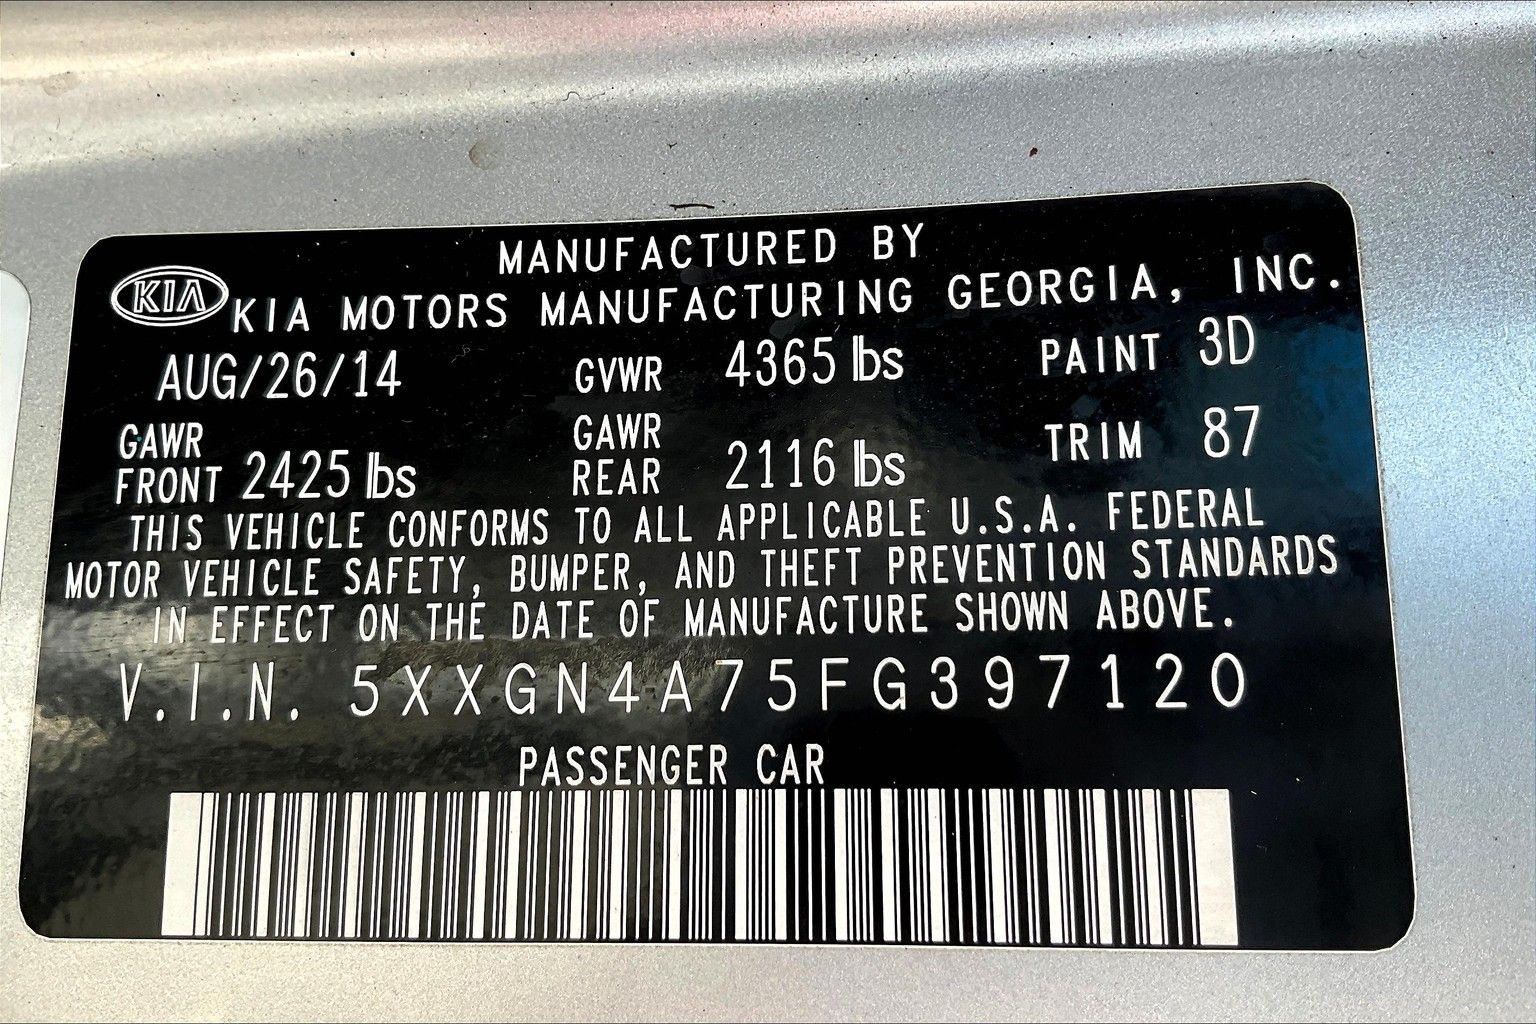 MANUFACTURED BY
KIA KIA MOTORS MANUFACTURING GEORGIA, INC.
AUG/26/14 GVWR 4365 lbs PAINT 3D
GAWR FRONT 2425 lbs GAWR REAR 2116 lbs TRIM 87
THIS VEHICLE CONFORMS TO ALL APPLICABLE U.S.A. FEDERAL
MOTOR VEHICLE SAFETY, BUMPER, AND THEFT PREVENTION STANDARDS
IN EFFECT ON THE DATE OF MANUFACTURE SHOWN ABOVE.
V.I.N. 5XXGN4A75FG397120
PASSENGER CAR